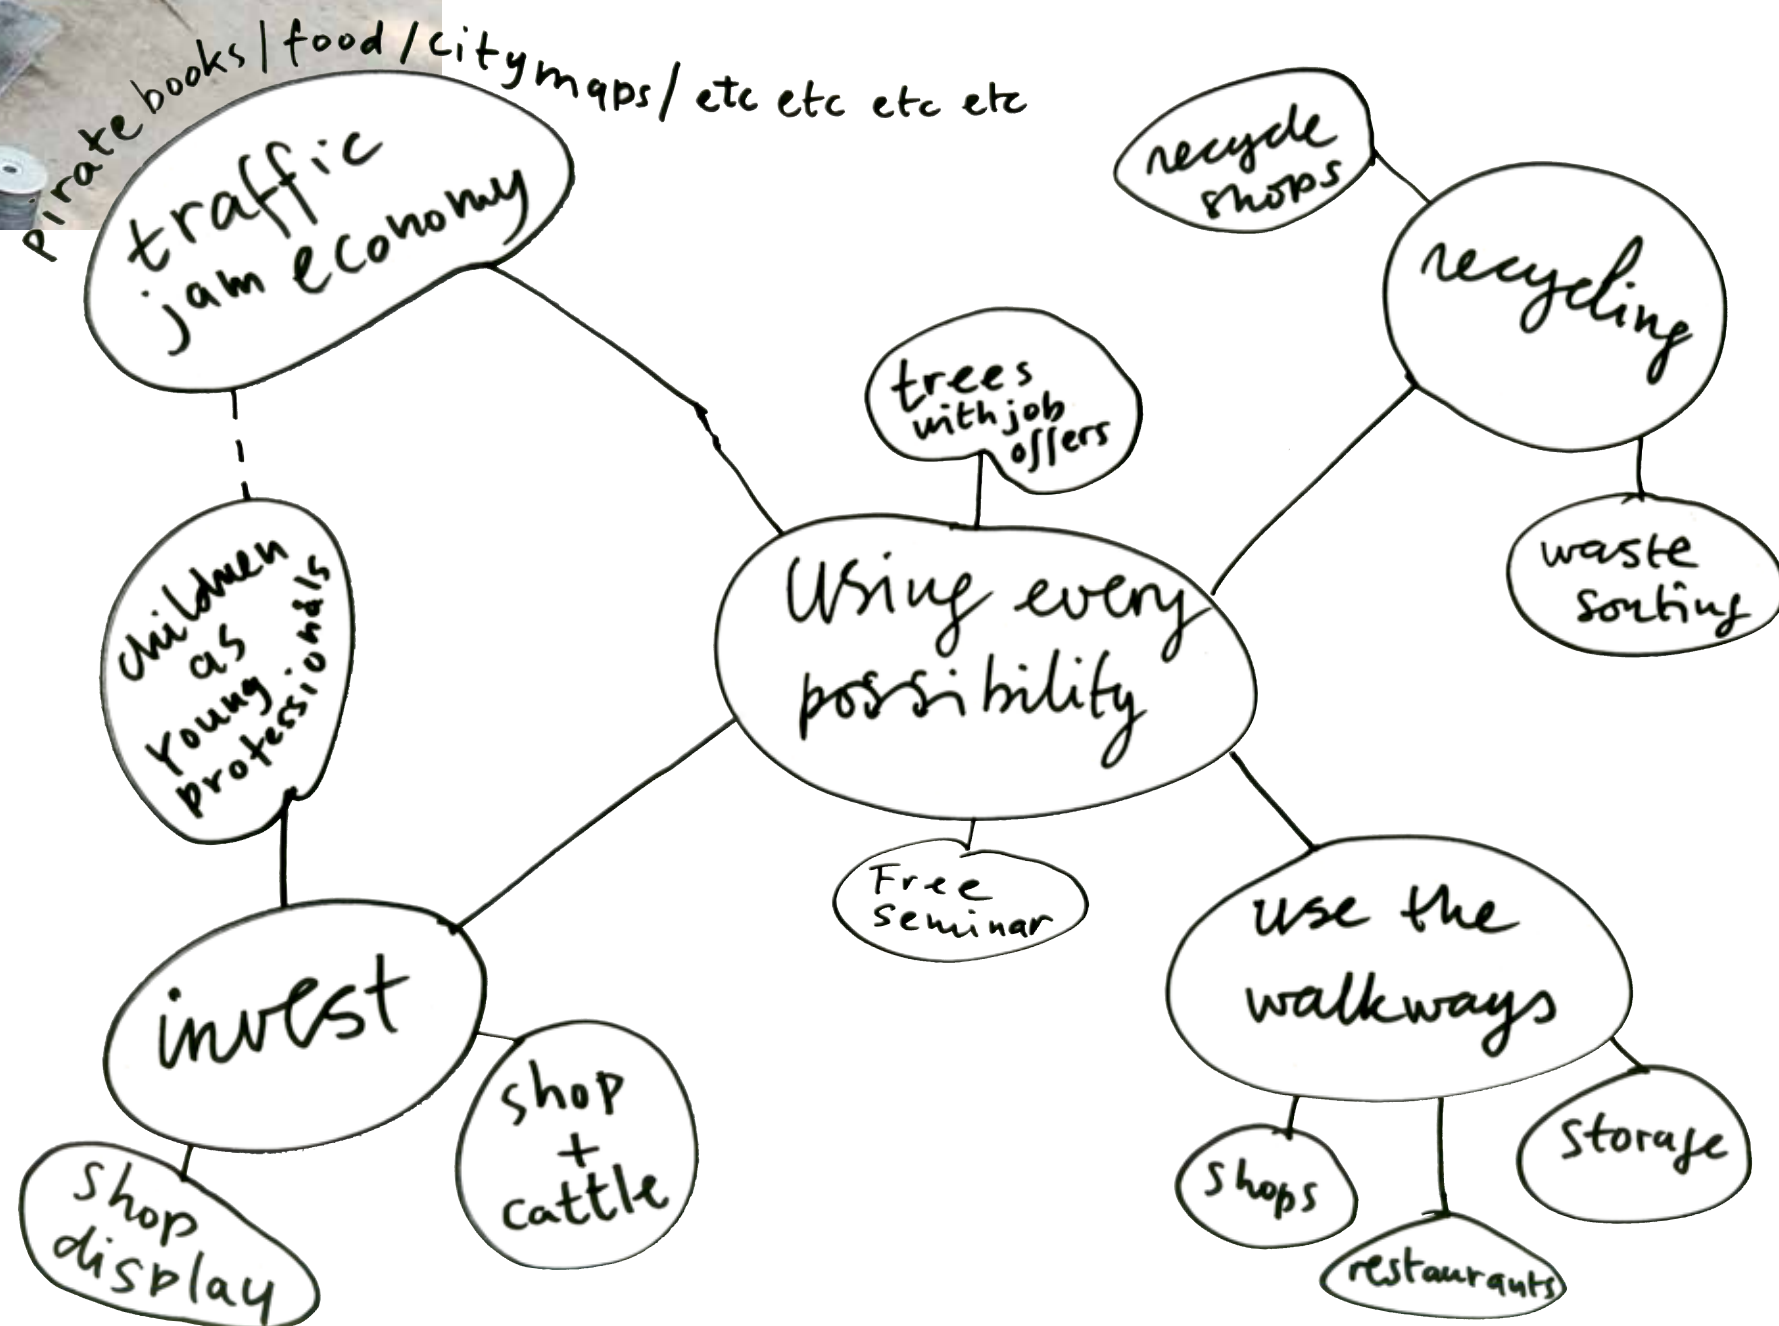 pirate books / food / citymaps / etc etc etc etc
traffic
jam economy
recycle
shops
recycling
waste
sorting
trees
with job
offers
Using every
possibility
children
as
Young
professionals
Free
seminar
invest
shop
+
cattle
shop
display
use the
walkways
shops
restaurants
storage